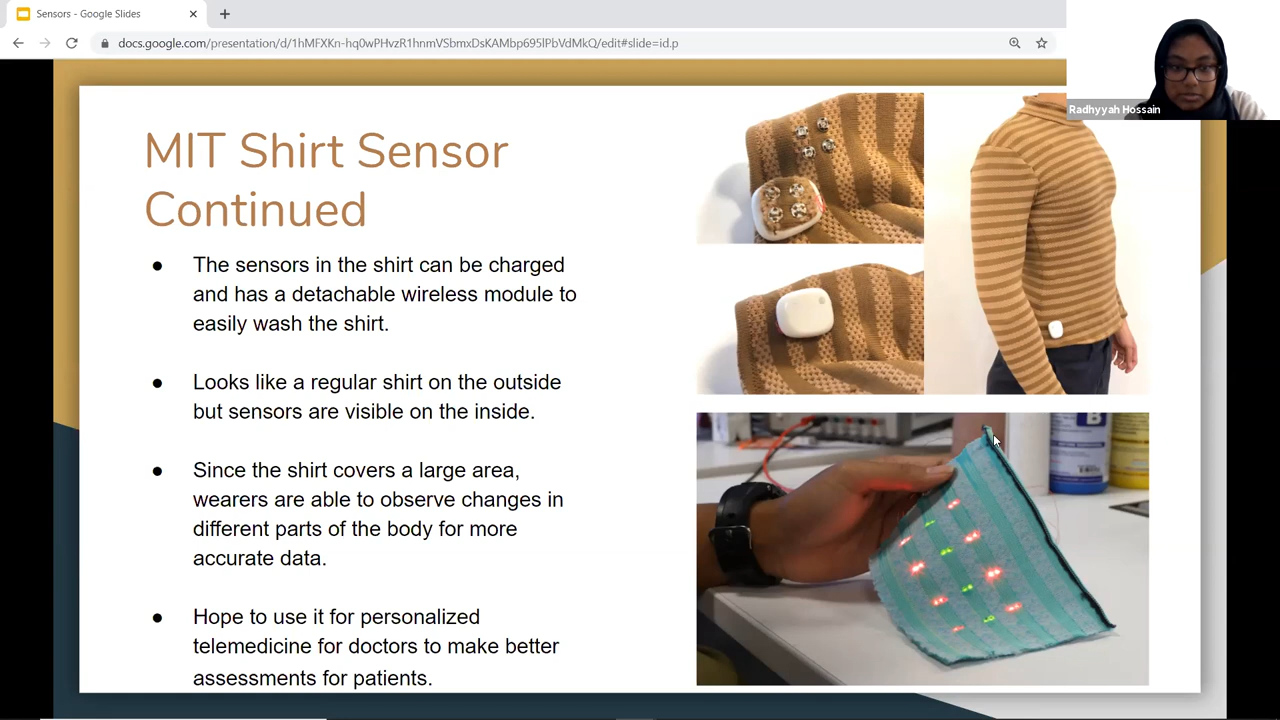 Sensors - Google Slides
docs.google.com/presentation/d/1hMFXKn-hq0wPHvzR1hnmVSbmxDsKAMbp695lPbVdMkQ/edit#slide=id.p
Radhyyah Hossain
MIT Shirt Sensor
Continued
● The sensors in the shirt can be charged
and has a detachable wireless module to
easily wash the shirt.
● Looks like a regular shirt on the outside
but sensors are visible on the inside.
● Since the shirt covers a large area,
wearers are able to observe changes in
different parts of the body for more
accurate data.
● Hope to use it for personalized
telemedicine for doctors to make better
assessments for patients.
B